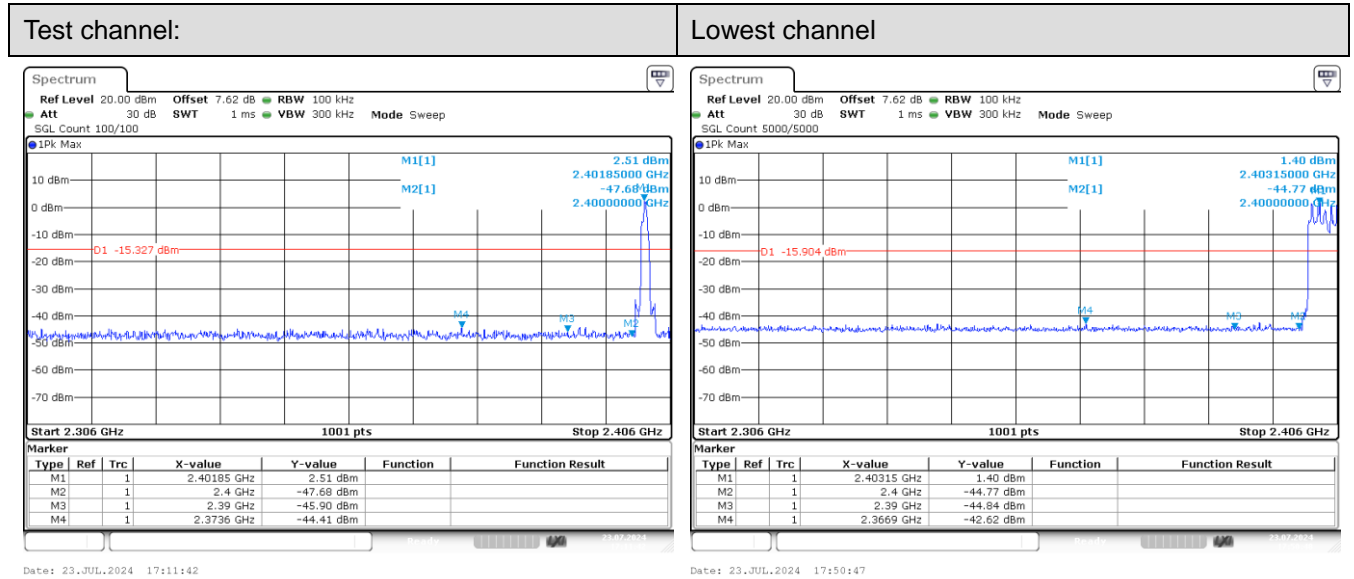 Test channel:
Lowest channel
Spectrum
Ref Level 20.00 dBm Offset 7.62 dB RBW 100 kHz
Att 30 dB SWT 1 ms VBW 300 kHz Mode Sweep
SGL Count 100/100
1Pk Max
M1[1] 2.51 dBm
2.40185000 GHz
M2[1] -47.68 dBm
2.40000000 GHz
10 dBm
0 dBm
-10 dBm
D1 -15.327 dBm
-20 dBm
-30 dBm
-40 dBm
M4
M3
M2
-50 dBm
-60 dBm
-70 dBm
Start 2.306 GHz 1001 pts Stop 2.406 GHz
Marker
Type Ref Trc X-value Y-value Function Function Result
M1 1 2.40185 GHz 2.51 dBm
M2 1 2.4 GHz -47.68 dBm
M3 1 2.39 GHz -45.90 dBm
M4 1 2.3736 GHz -44.41 dBm
Ready 23.07.2024
Date: 23.JUL.2024 17:11:42
Spectrum
Ref Level 20.00 dBm Offset 7.62 dB RBW 100 kHz
Att 30 dB SWT 1 ms VBW 300 kHz Mode Sweep
SGL Count 5000/5000
1Pk Max
M1[1] 1.40 dBm
2.40315000 GHz
M2[1] -44.77 dBm
2.40000000 GHz
10 dBm
0 dBm
-10 dBm
D1 -15.904 dBm
-20 dBm
-30 dBm
-40 dBm
M4
M3
M2
-50 dBm
-60 dBm
-70 dBm
Start 2.306 GHz 1001 pts Stop 2.406 GHz
Marker
Type Ref Trc X-value Y-value Function Function Result
M1 1 2.40315 GHz 1.40 dBm
M2 1 2.4 GHz -44.77 dBm
M3 1 2.39 GHz -44.84 dBm
M4 1 2.3669 GHz -42.62 dBm
Ready 23.07.2024
Date: 23.JUL.2024 17:50:47